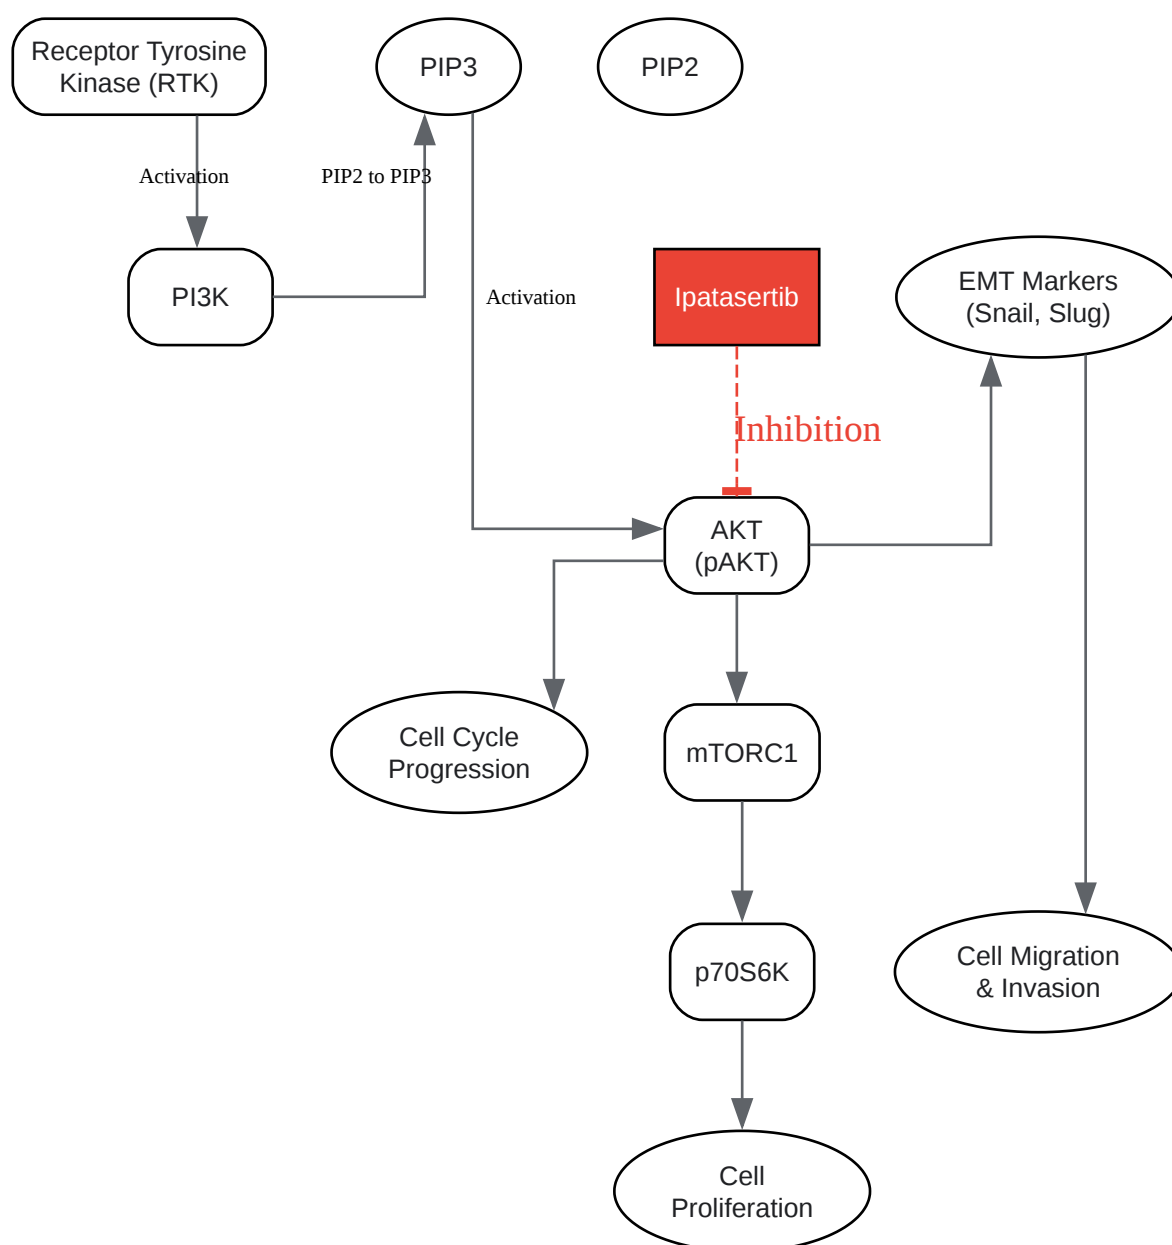 Receptor Tyrosine
Kinase (RTK)
PIP3
PIP2
Activation
PIP2 to PIP3
PI3K
Activation
Ipatasertib
EMT Markers
(Snail, Slug)
Inhibition
AKT
(pAKT)
Cell Cycle
Progression
mTORC1
p70S6K
Cell Migration
& Invasion
Cell
Proliferation